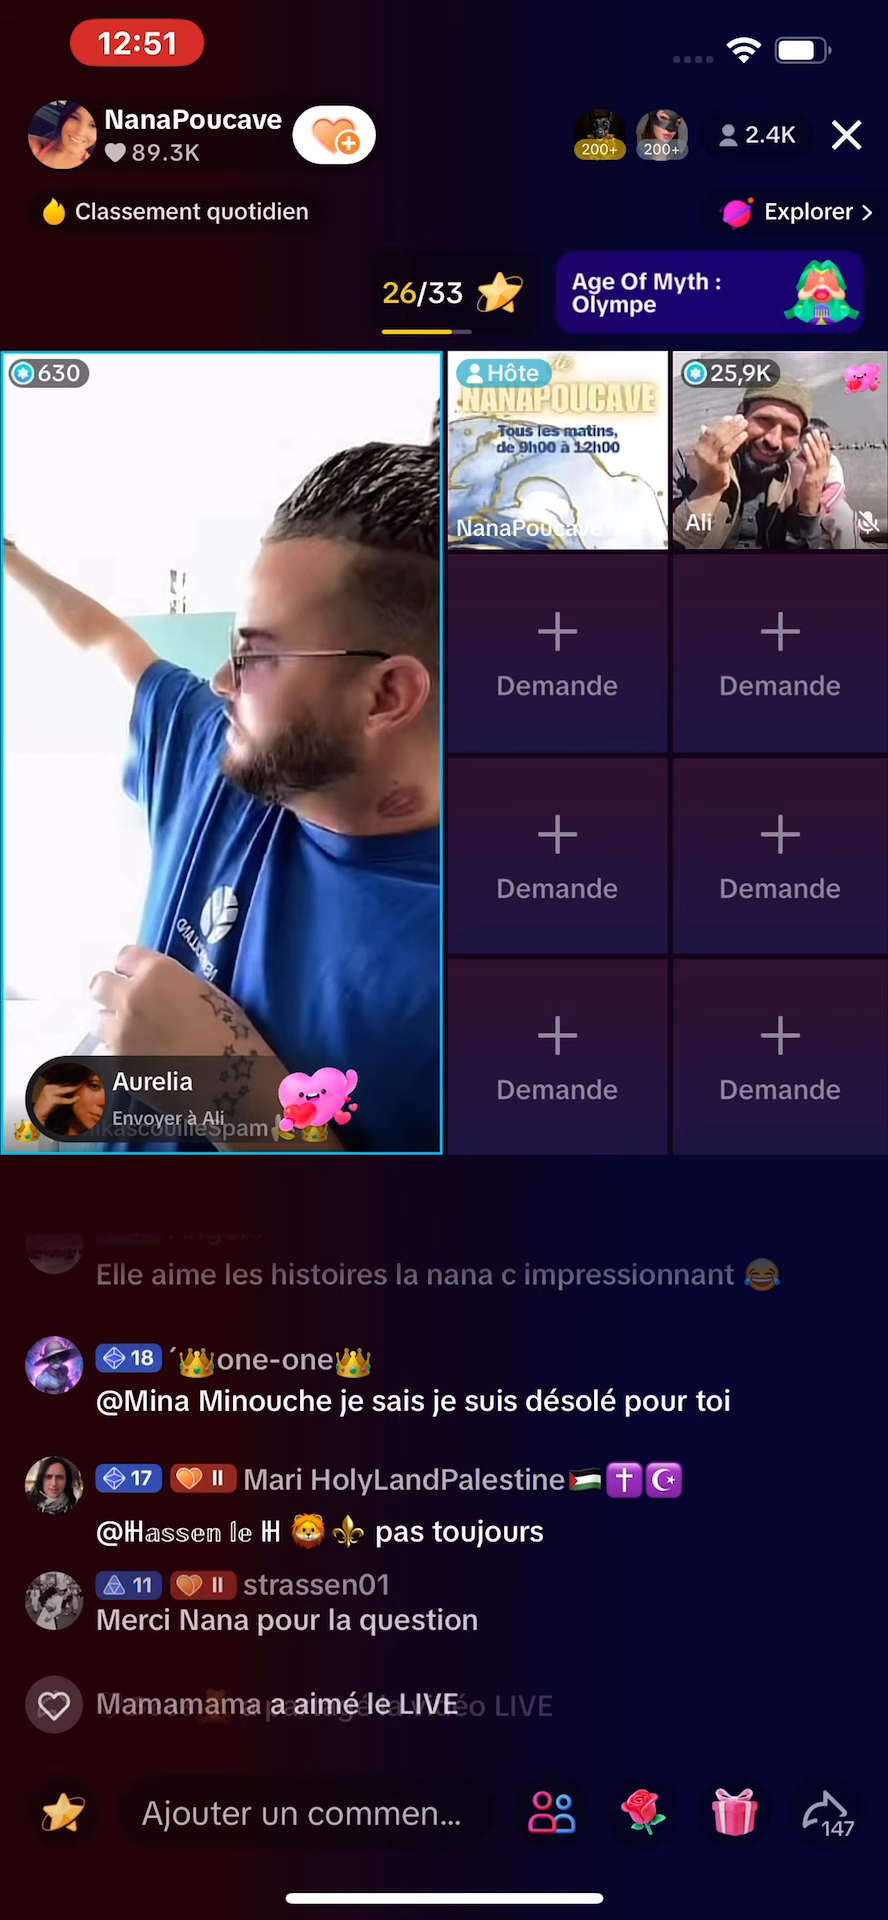 12:51
NanaPoucave
89.3K
200+
200+
2.4K
Classement quotidien
Explorer >
26/33
Age Of Myth :
Olympe
630
Hôte
NANAPOUCAVE
Tous les matins,
de 9h00 à 12h00
NanaPoucave
25,9K
Ali
+
Demande
+
Demande
+
Demande
+
Demande
+
Demande
+
Demande
Aurelia
Envoyer à Ali
Elle aime les histoires la nana c impressionnant 😂
18 ´👑one-one👑
@Mina Minouche je sais je suis désolé pour toi
17 II Mari HolyLandPalestine🇵🇸✝️☪️
@ℍ𝕒𝕤𝕤𝕖𝕟 𝕝𝕖 ℍ 🦁⚜️ pas toujours
11 II strassen01
Merci Nana pour la question
Mamamama a aimé le LIVE
Ajouter un commen...
147